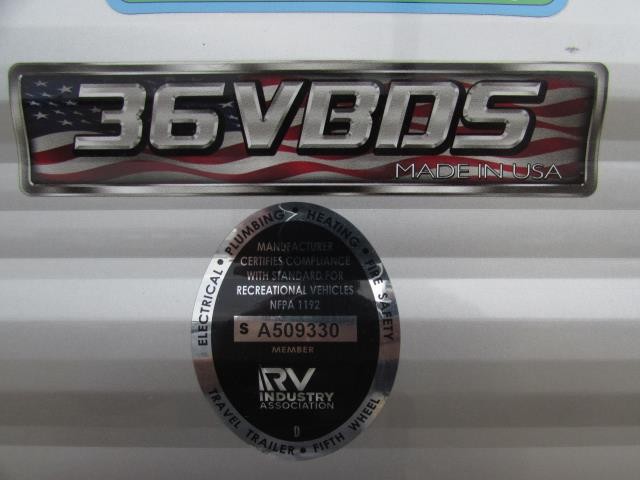 36VBDS
MADE IN USA
ELECTRICAL • PLUMBING • HEATING • FIRE SAFETY
MANUFACTURER
CERTIFIES COMPLIANCE
WITH STANDARD FOR
RECREATIONAL VEHICLES
NFPA 1192
S A509330
MEMBER
RV
INDUSTRY
ASSOCIATION
D
TRAVEL TRAILER • FIFTH WHEEL